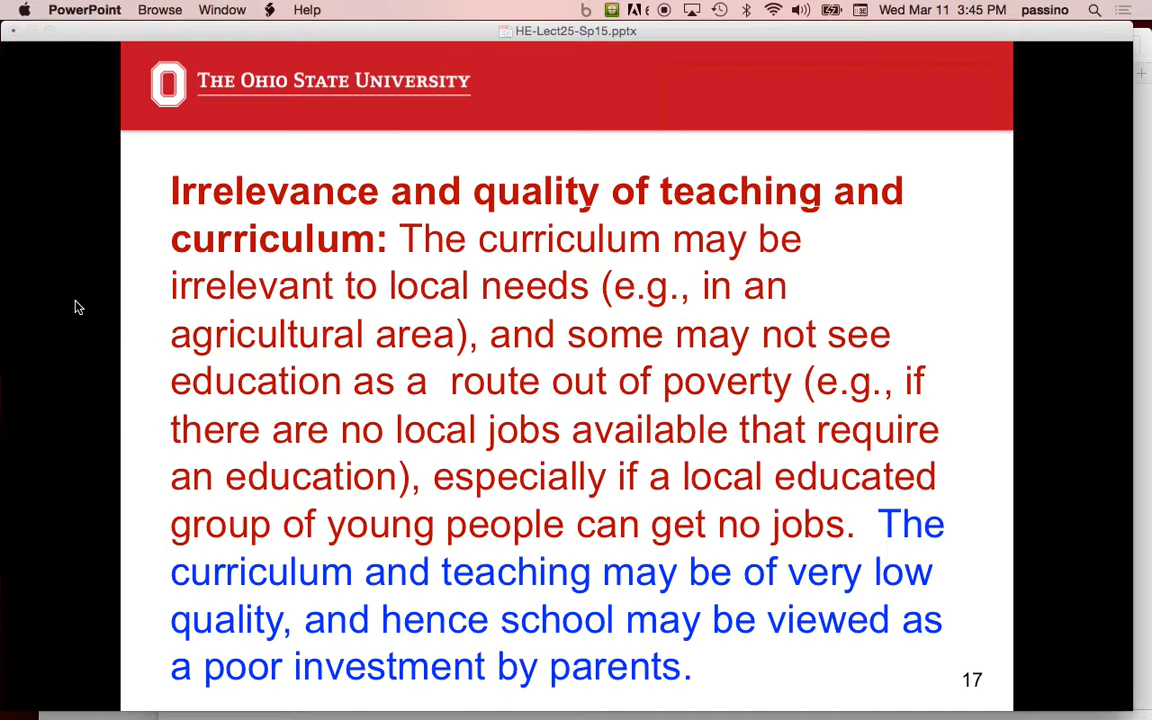 PowerPoint Browse Window Help Wed Mar 11 3:45 PM passino
HE-Lect25-Sp15.pptx
THE OHIO STATE UNIVERSITY
Irrelevance and quality of teaching and
curriculum: The curriculum may be
irrelevant to local needs (e.g., in an
agricultural area), and some may not see
education as a route out of poverty (e.g., if
there are no local jobs available that require
an education), especially if a local educated
group of young people can get no jobs. The
curriculum and teaching may be of very low
quality, and hence school may be viewed as
a poor investment by parents.
17